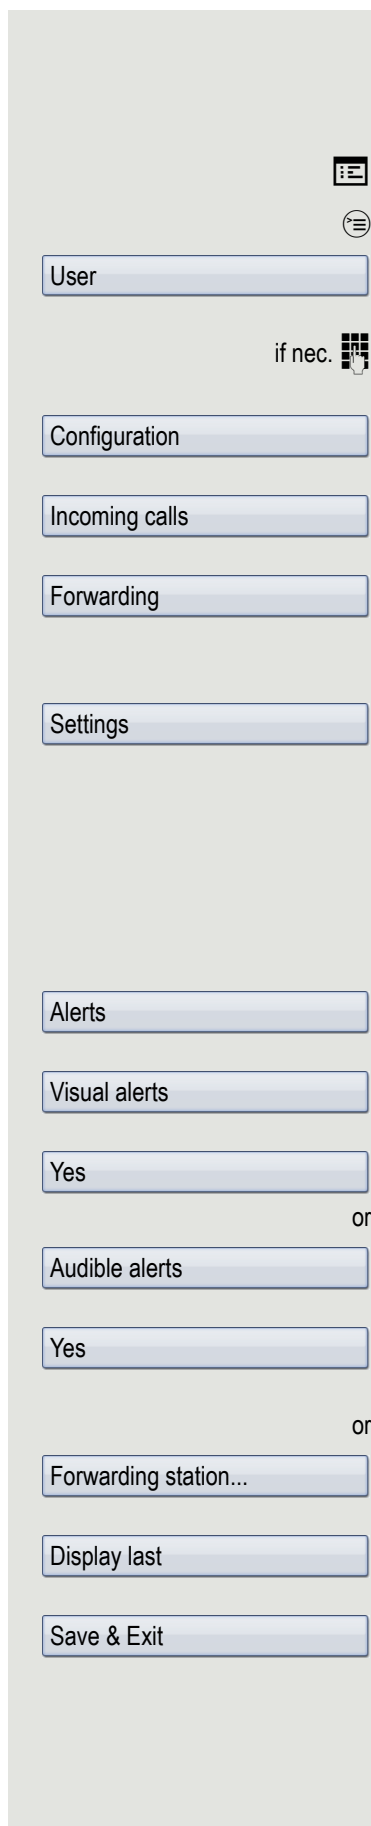 User
if nec.
Configuration
Incoming calls
Forwarding
Settings
Alerts
Visual alerts
Yes
or
Audible alerts
Yes
or
Forwarding station...
Display last
Save & Exit